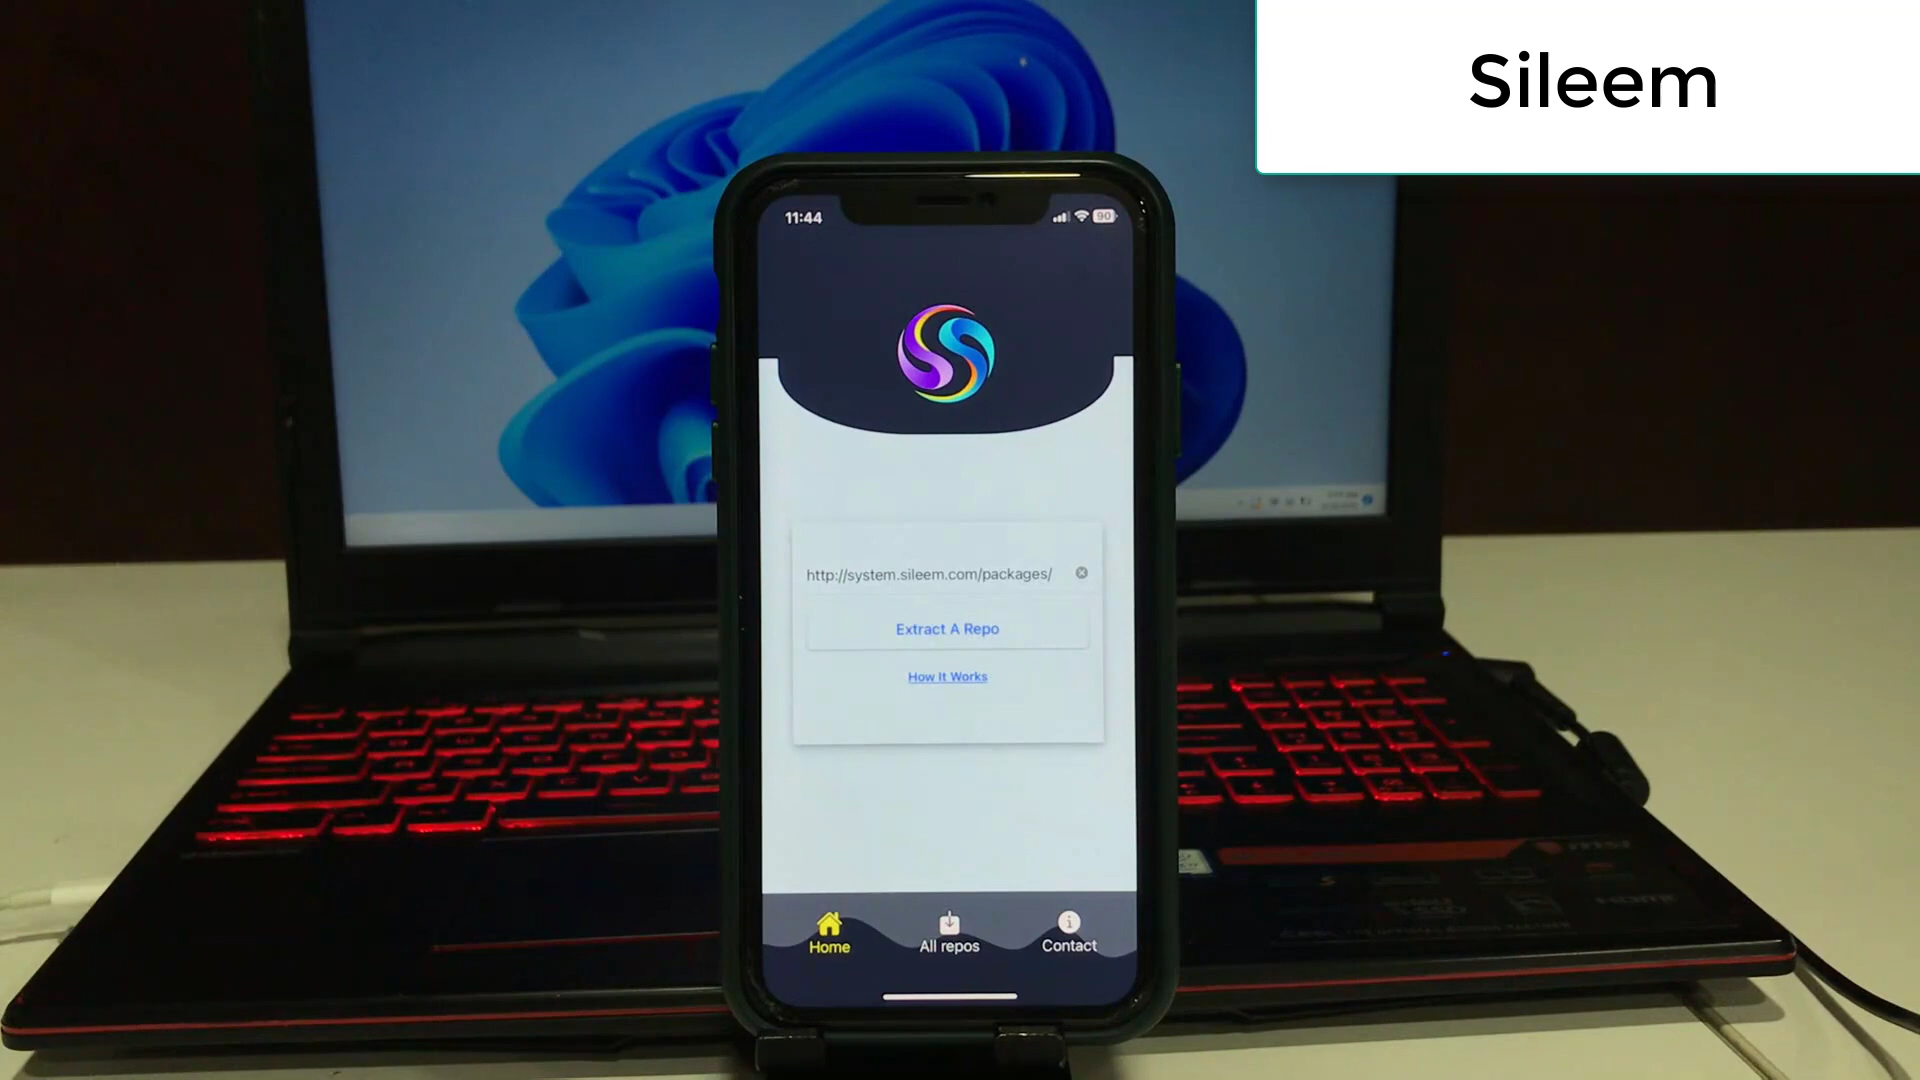 Sileem
11:44
90
http://system.sileem.com/packages/
Extract A Repo
How It Works
Home
All repos
Contact